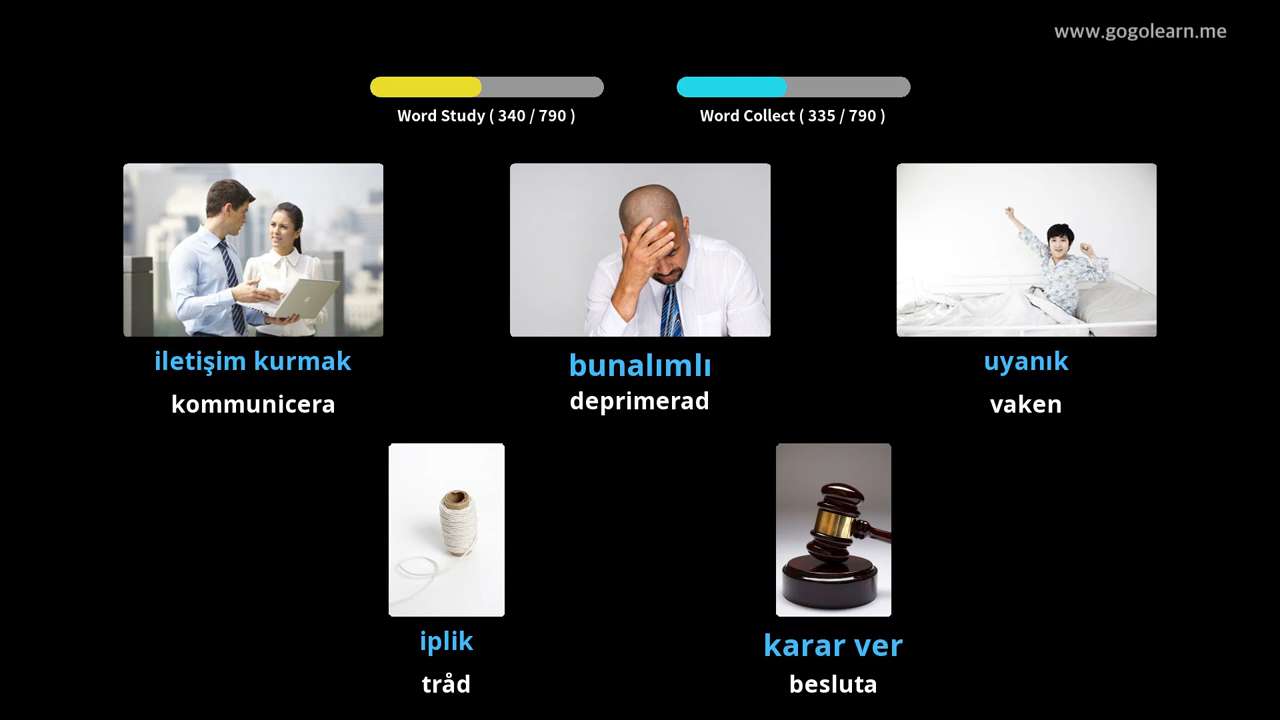 www.gogolearn.me
Word Study ( 340 / 790 )
Word Collect ( 335 / 790 )
iletişim kurmak
kommunicera
bunalımlı
deprimerad
uyanık
vaken
iplik
tråd
karar ver
besluta